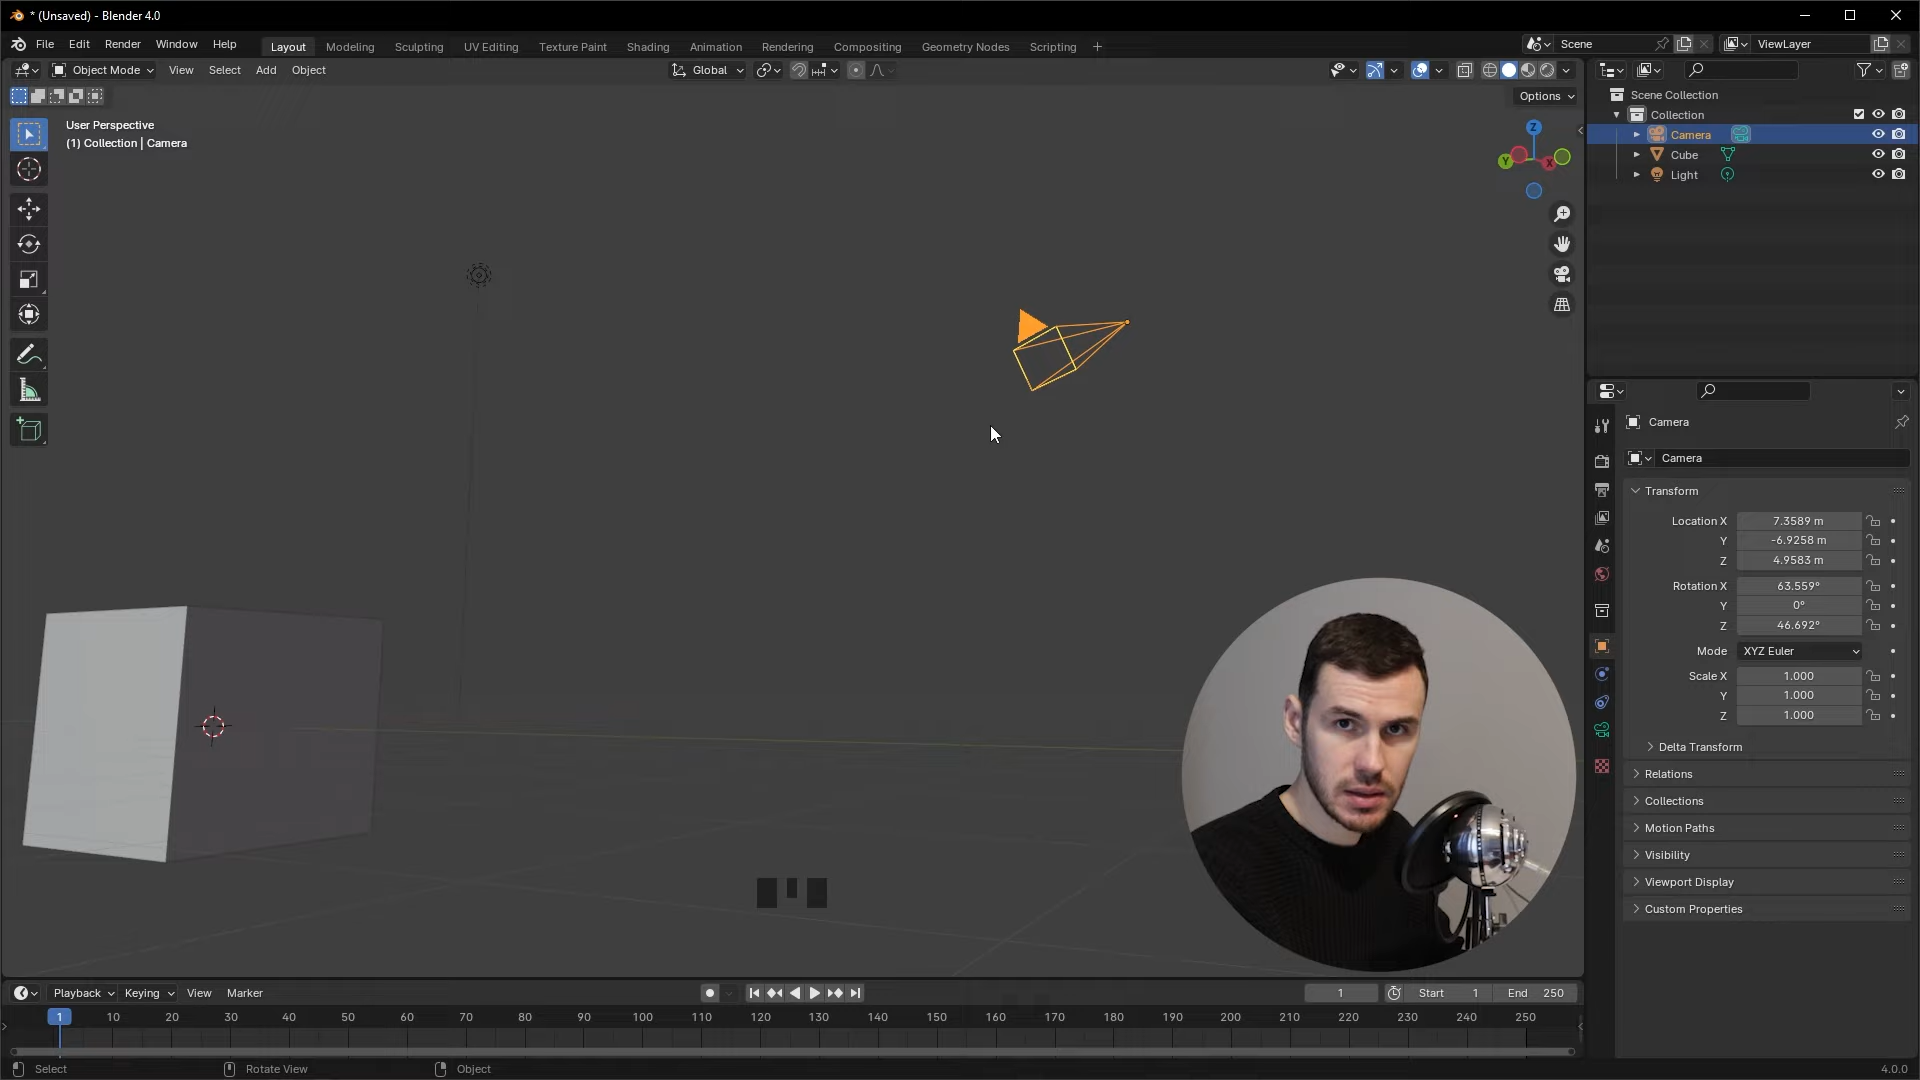 * (Unsaved) - Blender 4.0
File Edit Render Window Help Layout Modeling Sculpting UV Editing Texture Paint Shading Animation Rendering Compositing Geometry Nodes Scripting + Scene ViewLayer
Object Mode View Select Add Object Global
Options
User Perspective
(1) Collection | Camera
Z
Y X
Scene Collection
Collection
Camera
Cube
Light
Camera
Camera
Transform
Location X 7.3589 m
Y -6.9258 m
Z 4.9583 m
Rotation X 63.559°
Y 0°
Z 46.692°
Mode XYZ Euler
Scale X 1.000
Y 1.000
Z 1.000
Delta Transform
Relations
Collections
Motion Paths
Visibility
Viewport Display
Custom Properties
Playback Keying View Marker 1 Start 1 End 250
1 10 20 30 40 50 60 70 80 90 100 110 120 130 140 150 160 170 180 190 200 210 220 230 240 250
Select Rotate View Object 4.0.0